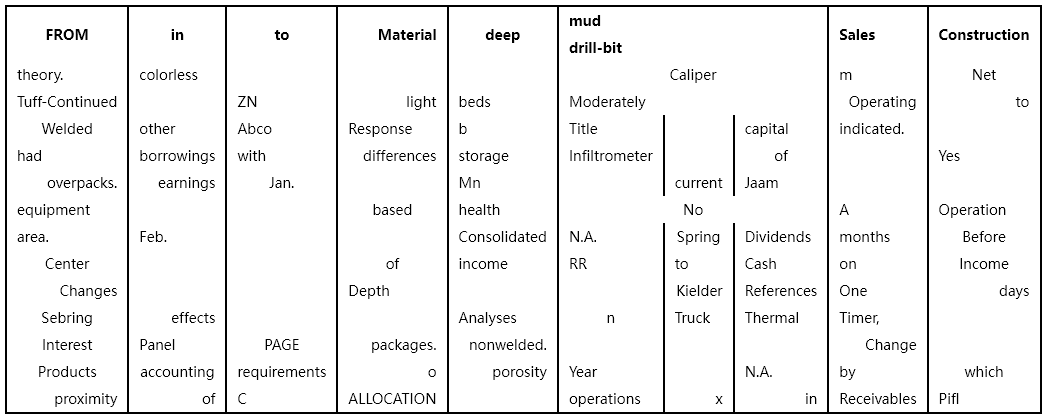 FROM in to Material deep mud drill-bit Sales Construction
theory. colorless Caliper m Net
Tuff-Continued ZN light beds Moderately Operating to
Welded other Abco Response b Title capital indicated.
had borrowings with differences storage Infiltrometer of Yes
overpacks. earnings Jan. Mn current Jaam
equipment based health No A Operation
area. Feb. Consolidated N.A. Spring Dividends months Before
Center of income RR to Cash on Income
Changes Depth Kielder References One days
Sebring effects Analyses n Truck Thermal Timer,
Interest Panel PAGE packages. nonwelded. Change
Products accounting requirements o porosity Year N.A. by which
proximity of C ALLOCATION operations x in Receivables Pifl